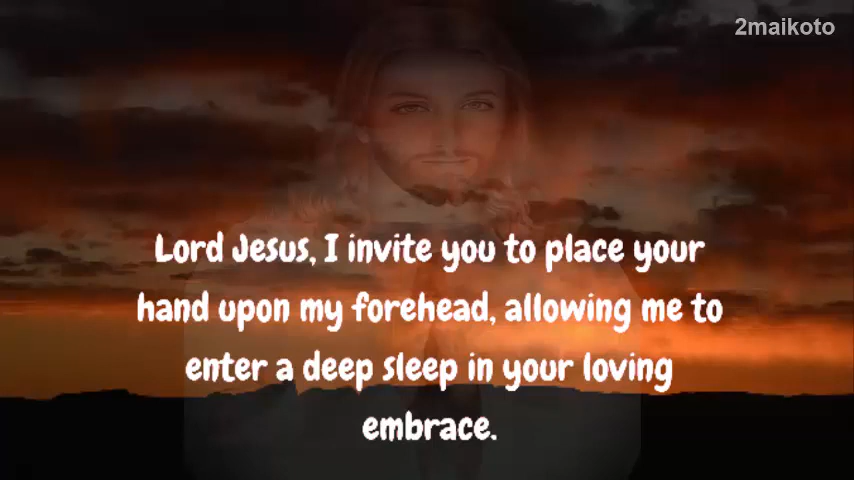 2maikoto
Lord Jesus, I invite you to place your
hand upon my forehead, allowing me to
enter a deep sleep in your loving
embrace.